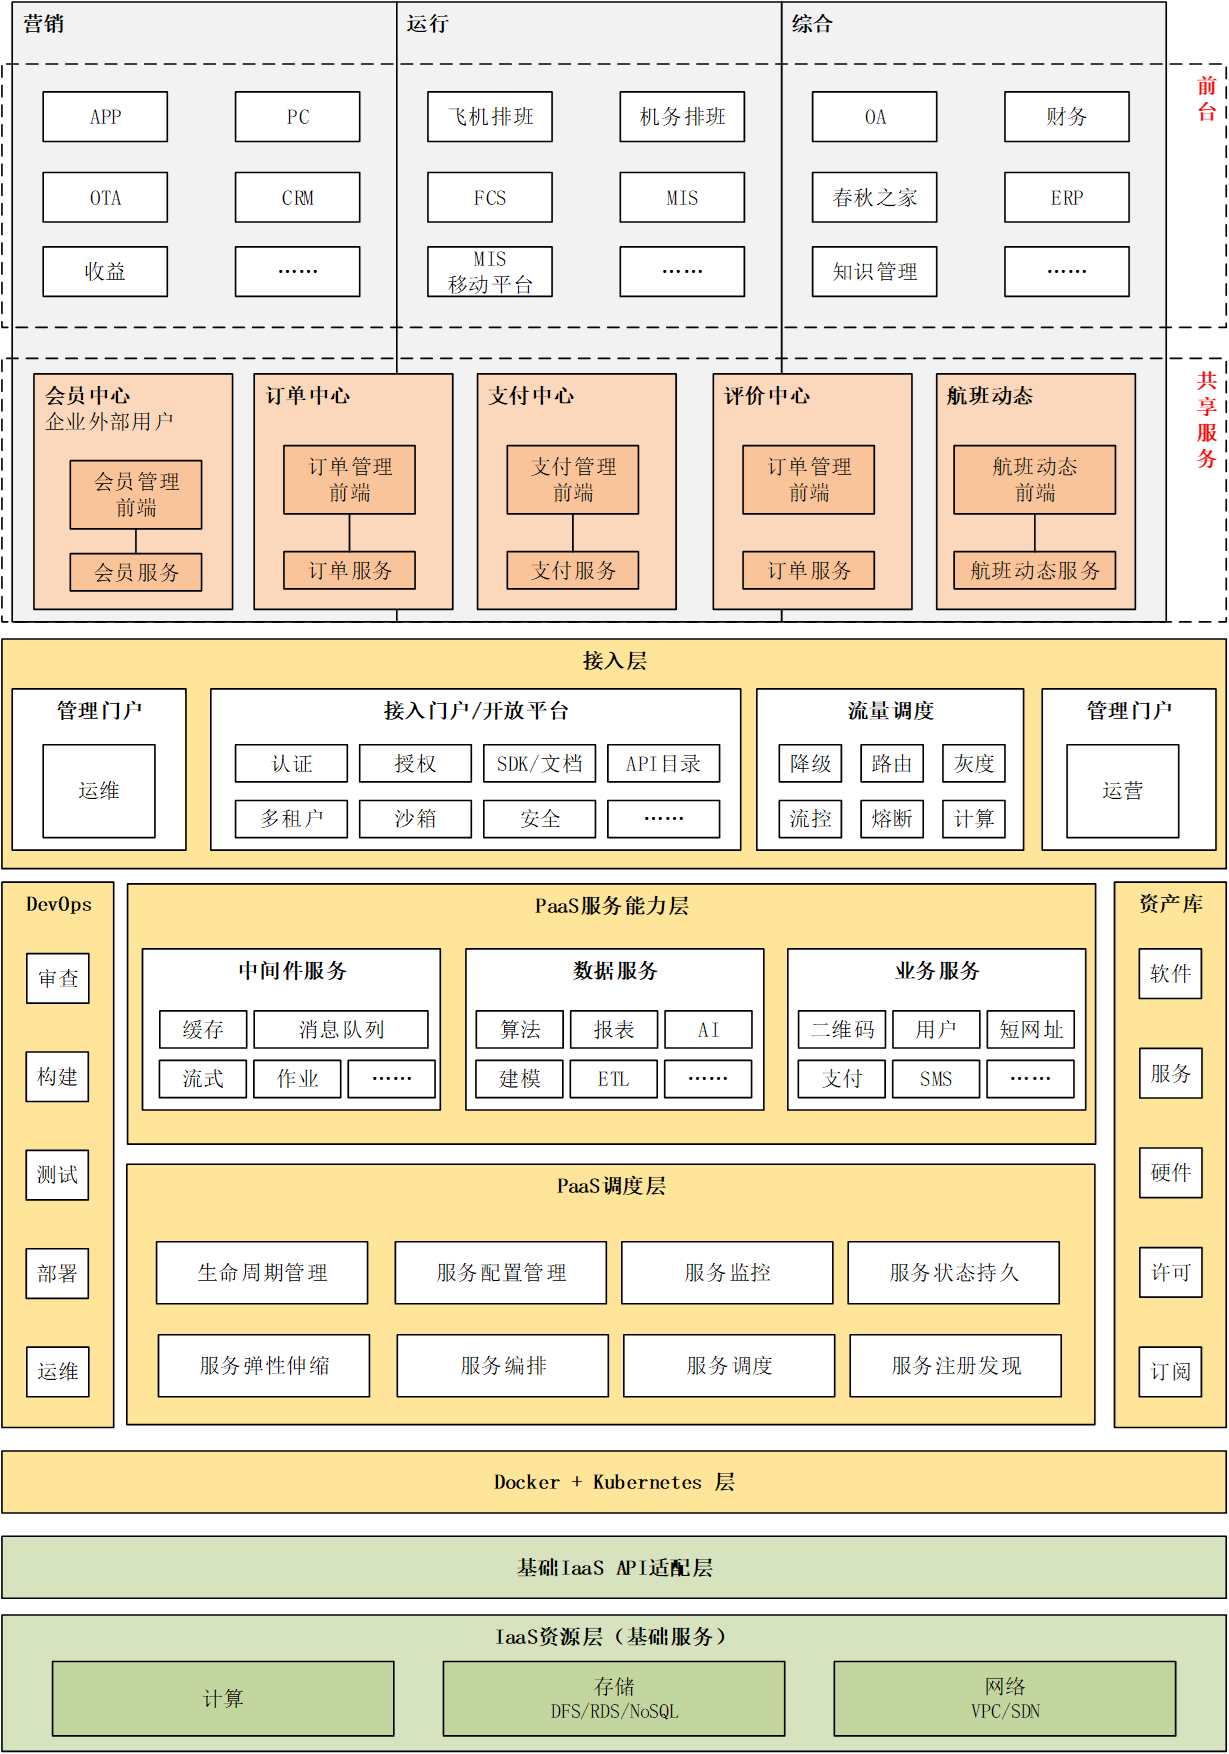 营销
运行
综合
前台
APP
PC
飞机排班
机务排班
OA
财务
OTA
CRM
FCS
MIS
春秋之家
ERP
收益
……
MIS
移动平台
……
知识管理
……
共享服务
会员中心
企业外部用户
会员管理
前端
会员服务
订单中心
订单管理
前端
订单服务
支付中心
支付管理
前端
支付服务
评价中心
订单管理
前端
订单服务
航班动态
航班动态
前端
航班动态服务
接入层
管理门户
运维
接入门户/开放平台
认证
授权
SDK/文档
API目录
多租户
沙箱
安全
……
流量调度
降级
路由
灰度
流控
熔断
计算
管理门户
运营
DevOps
审查
构建
测试
部署
运维
PaaS服务能力层
中间件服务
缓存
消息队列
流式
作业
……
数据服务
算法
报表
AI
建模
ETL
……
业务服务
二维码
用户
短网址
支付
SMS
……
PaaS调度层
生命周期管理
服务配置管理
服务监控
服务状态持久
服务弹性伸缩
服务编排
服务调度
服务注册发现
资产库
软件
服务
硬件
许可
订阅
Docker + Kubernetes 层
基础IaaS API适配层
IaaS资源层（基础服务）
计算
存储
DFS/RDS/NoSQL
网络
VPC/SDN